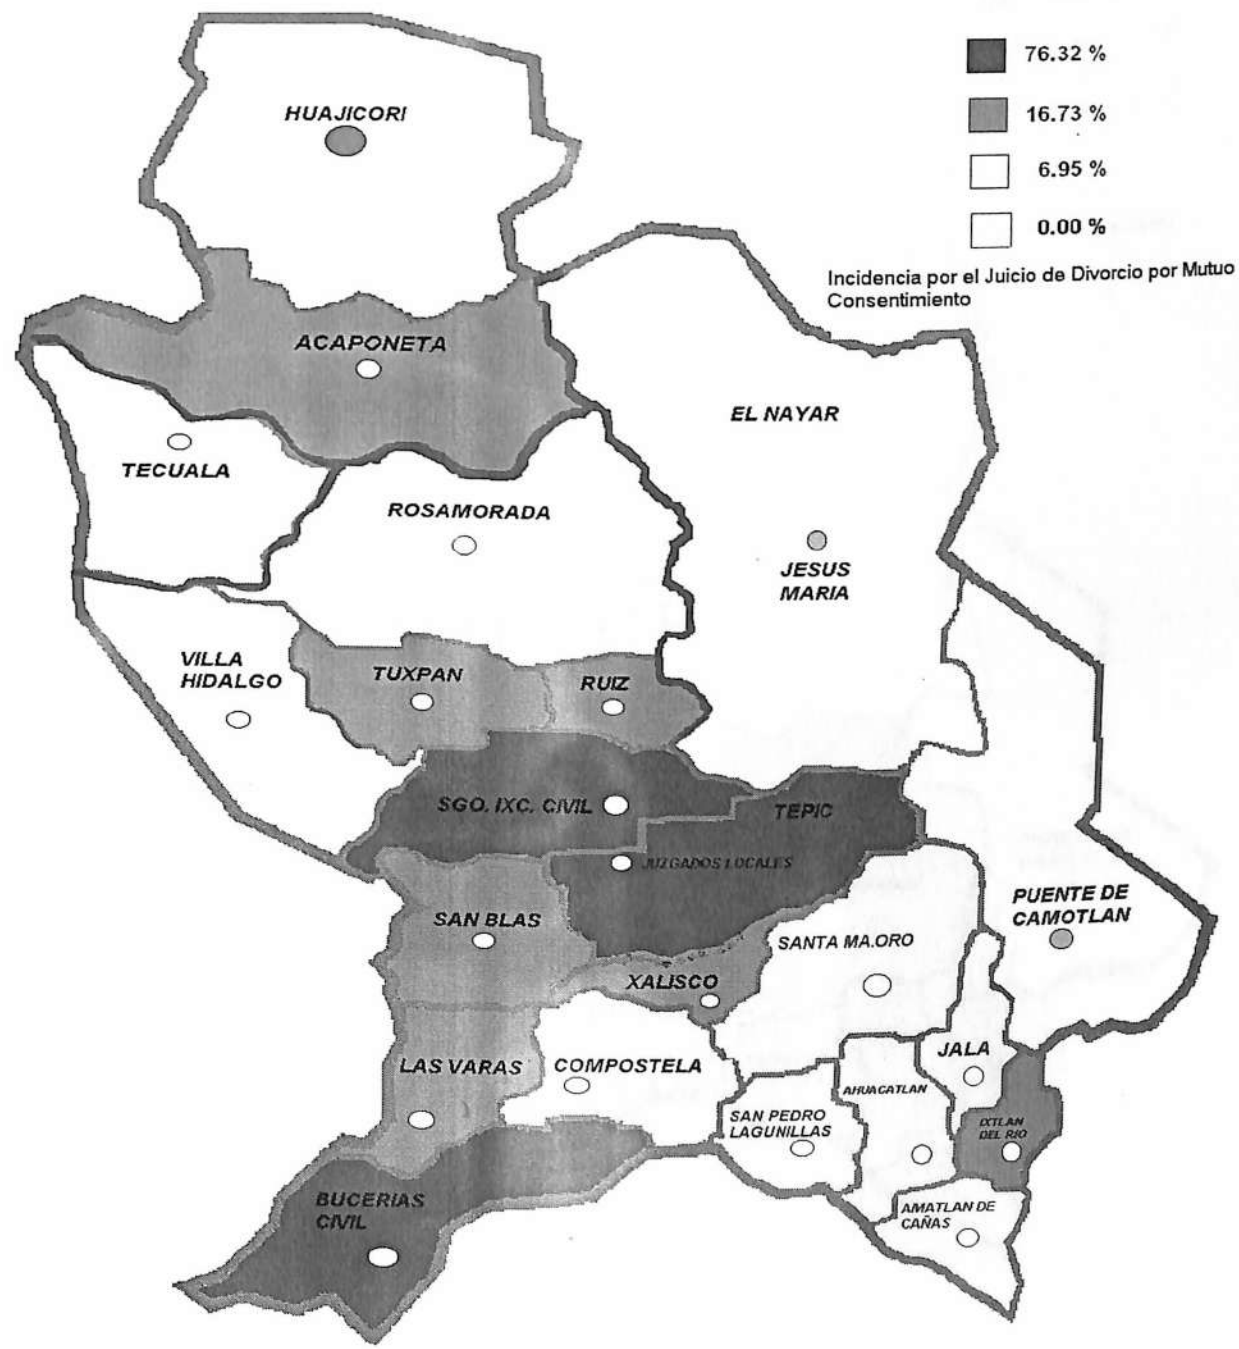 76.32 %
16.73 %
6.95 %
0.00 %
Incidencia por el Juicio de Divorcio por Mutuo
Consentimiento
HUAJICORI
ACAPONETA
EL NAYAR
TECUALA
ROSAMORADA
JESUS
MARIA
VILLA
HIDALGO
TUXPAN
RUIZ
SGO. IXC. CIVIL
TEPIC
JUZGADOS LOCALES
PUENTE DE
CAMOTLAN
SAN BLAS
SANTA MA.ORO
XALISCO
JALA
LAS VARAS
COMPOSTELA
AHUACATLAN
SAN PEDRO
LAGUNILLAS
IXTLAN
DEL RIO
BUCERIAS
CIVIL
AMATLAN DE
CAÑAS